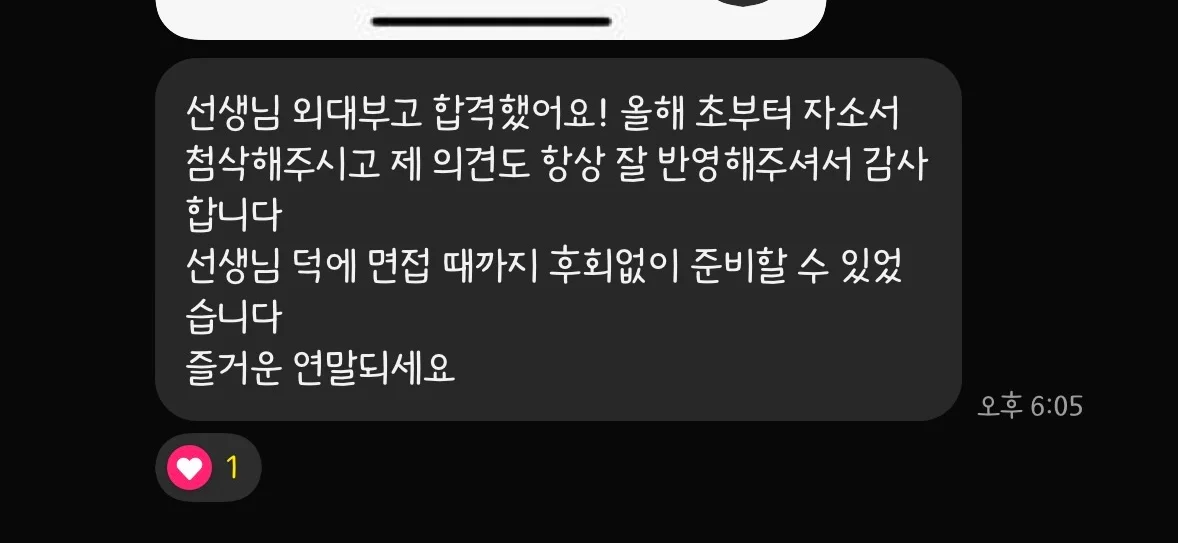 선생님 외대부고 합격했어요! 올해 초부터 자소서
첨삭해주시고 제 의견도 항상 잘 반영해주셔서 감사
합니다
선생님 덕에 면접 때까지 후회없이 준비할 수 있었
습니다
즐거운 연말되세요
오후 6:05
1